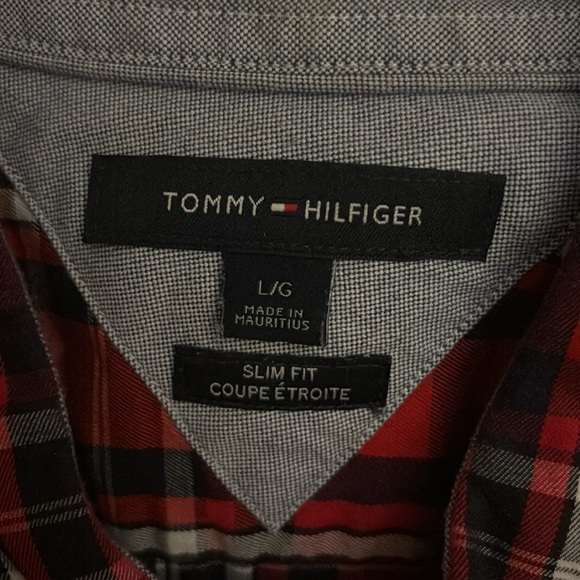 TOMMY HILFIGER
L/G
MADE IN
MAURITIUS
SLIM FIT
COUPE ÉTROITE